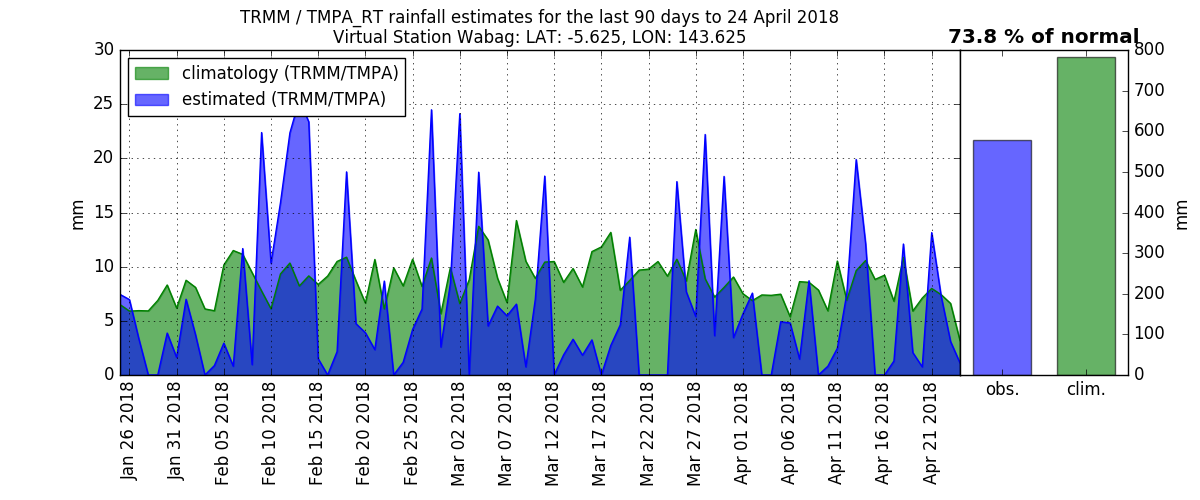 TRMM / TMPA_RT rainfall estimates for the last 90 days to 24 April 2018
Virtual Station Wabag: LAT: -5.625, LON: 143.625
73.8 % of normal
climatology (TRMM/TMPA)
estimated (TRMM/TMPA)
mm
30
25
20
15
10
5
0
Jan 26 2018
Jan 31 2018
Feb 05 2018
Feb 10 2018
Feb 15 2018
Feb 20 2018
Feb 25 2018
Mar 02 2018
Mar 07 2018
Mar 12 2018
Mar 17 2018
Mar 22 2018
Mar 27 2018
Apr 01 2018
Apr 06 2018
Apr 11 2018
Apr 16 2018
Apr 21 2018
800
700
600
500
400
300
200
100
0
mm
obs.
clim.